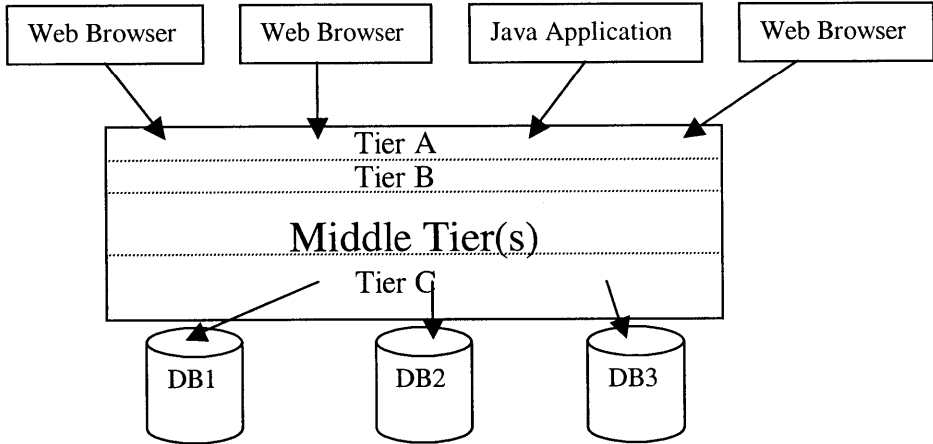 Web Browser
Web Browser
Java Application
Web Browser
Tier A
Tier B
Middle Tier(s)
Tier C
DB1
DB2
DB3